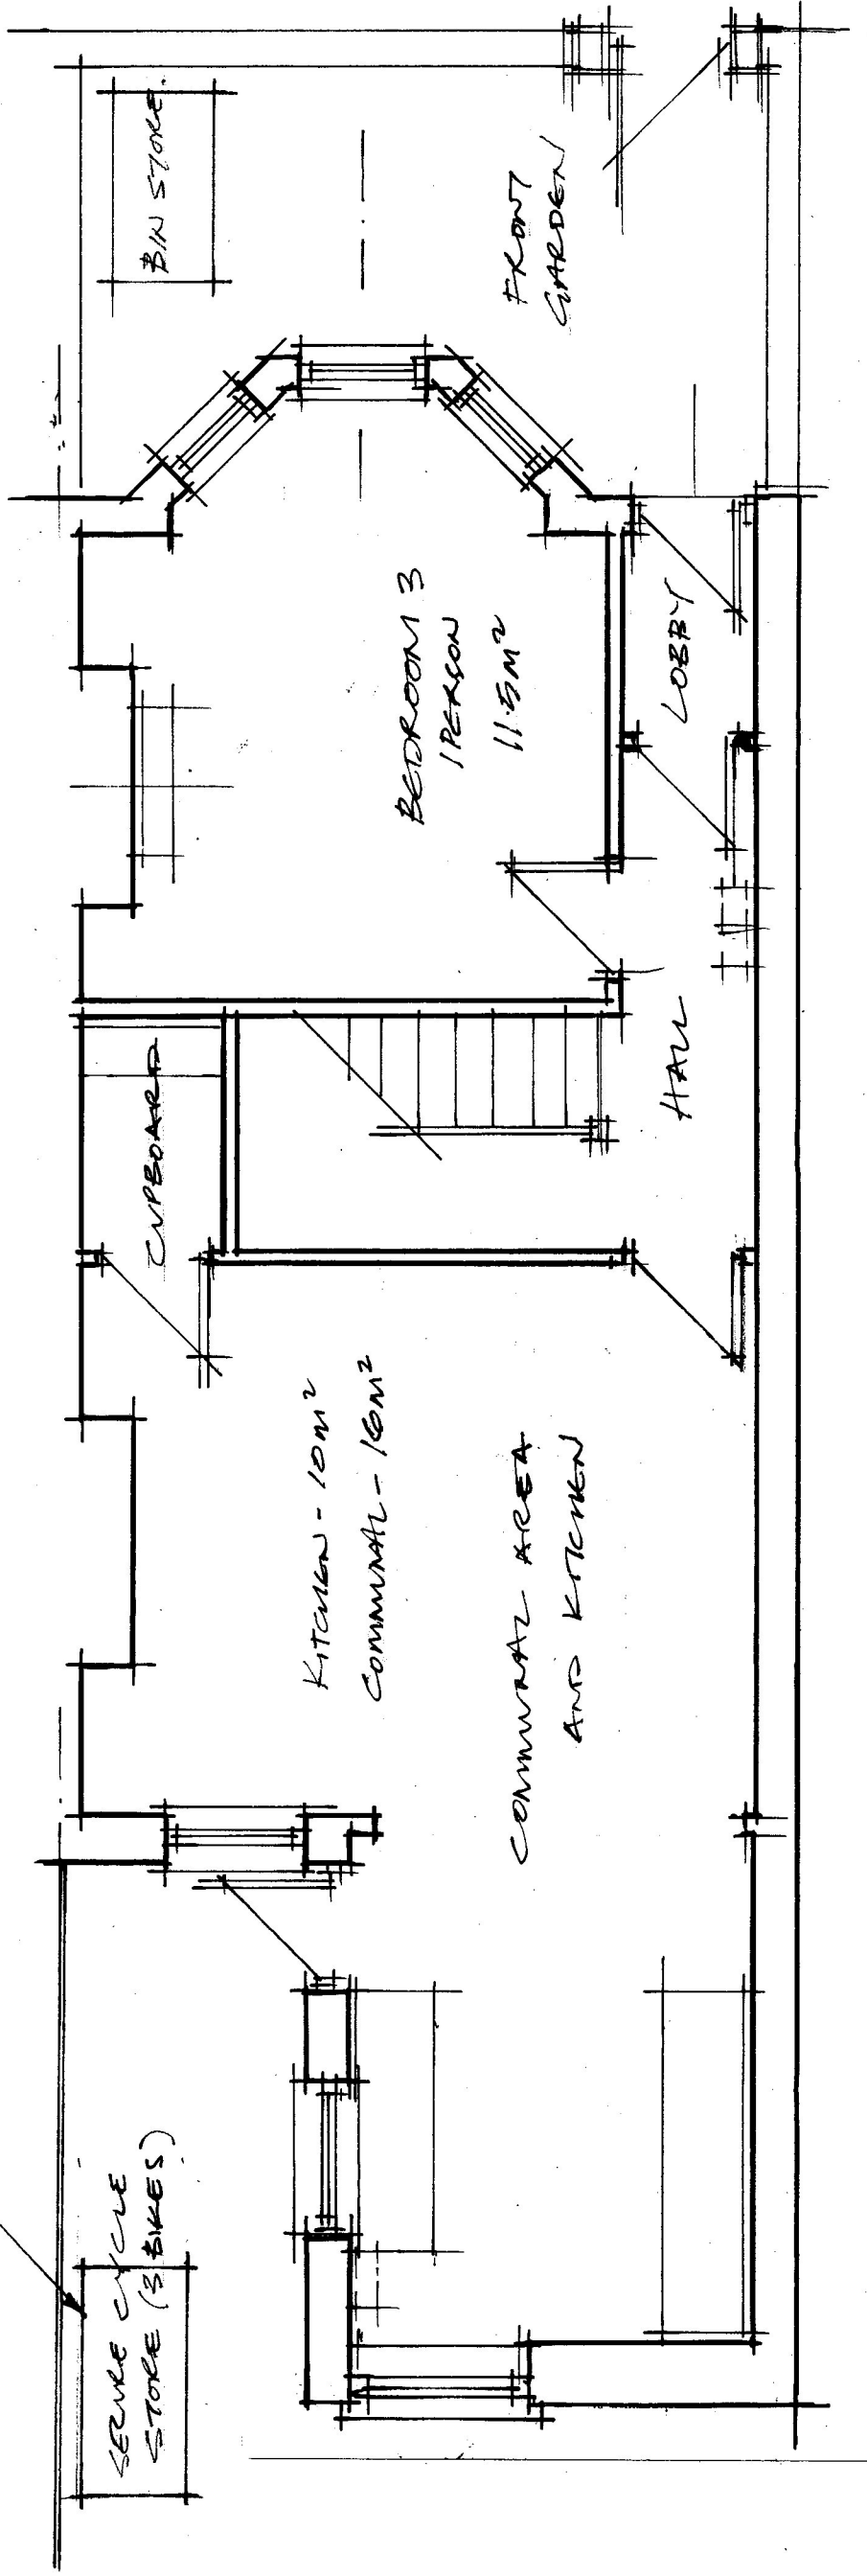 BIN STORE.
FRONT
GARDEN
BEDROOM 3
1 PERSON
11.5M²
LOBBY
CUPBOARD
HALL
KITCHEN - 10M²
COMMUNAL - 16M²
COMMUNAL AREA
AND KITCHEN
SECURE CYCLE
STORE (3 BIKES)